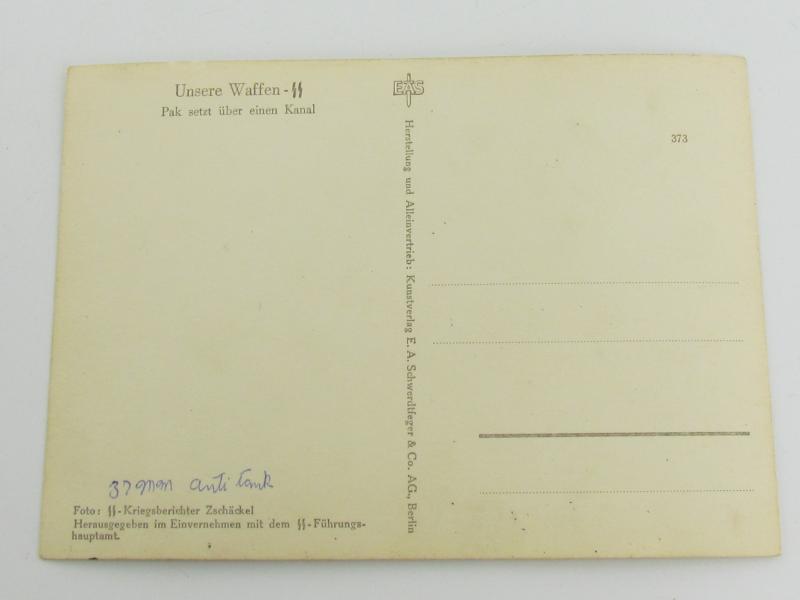 Unsere Waffen-ᛋᛋ
Pak setzt über einen Kanal
37mm anti tank
Foto: ᛋᛋ-Kriegsberichter Zschäckel
Herausgegeben im Einvernehmen mit dem ᛋᛋ-Führungs-
hauptamt.
EAS
Herstellung und Alleinvertrieb: Kunstverlag E. A. Schwerdtfeger & Co. AG., Berlin
373